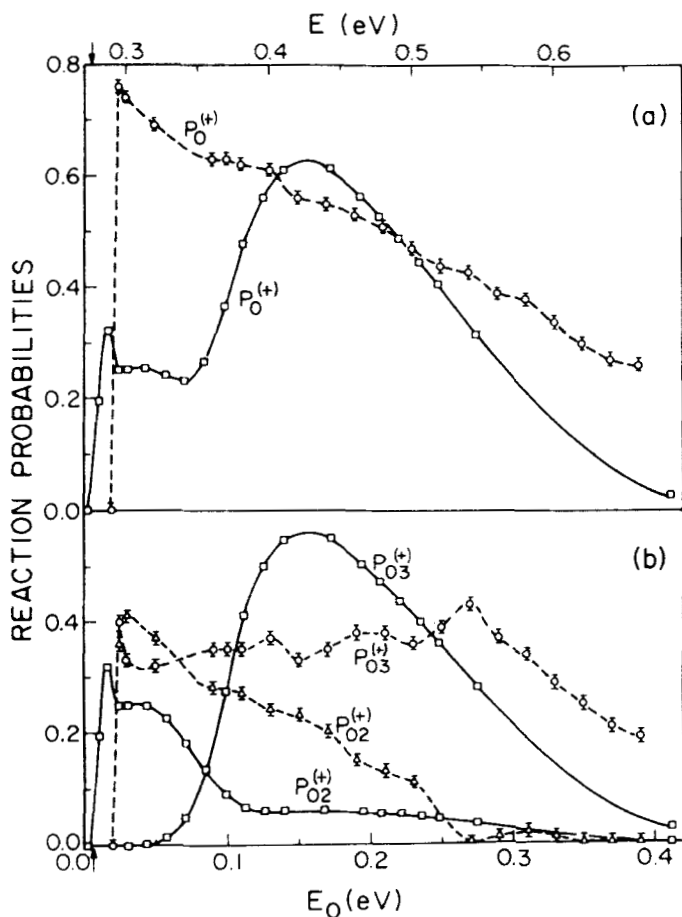 E (eV)
0.3 0.4 0.5 0.6
0.8
(a)
P0(+)
0.6
P0(+)
0.4
0.2
0.0
REACTION PROBABILITIES
(b)
P03(+)
0.4
P03(+)
P02(+)
0.2
P02(+)
0.0
0.0 0.1 0.2 0.3 0.4
E0(eV)